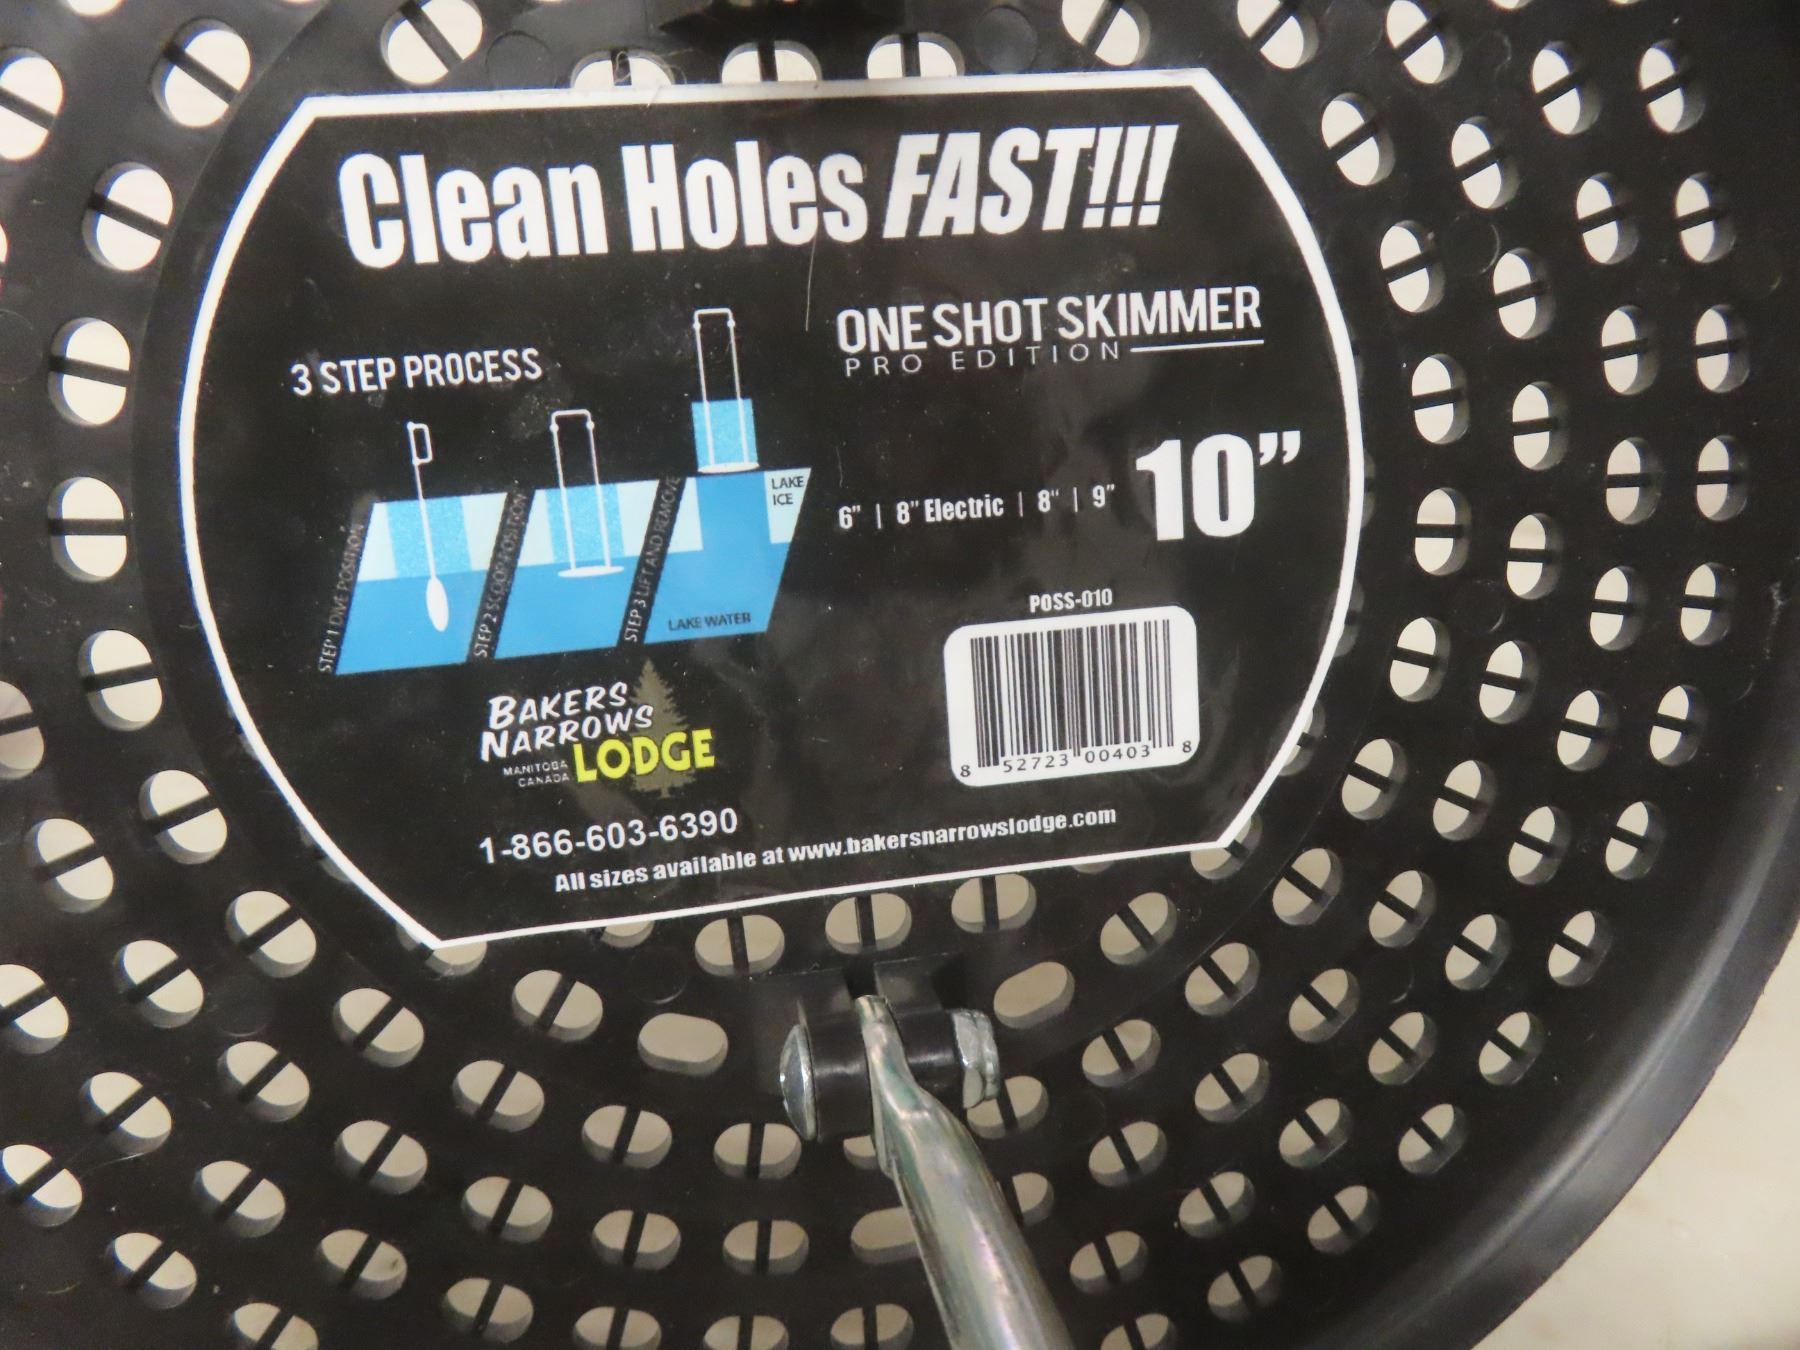 Clean Holes FAST!!!
ONE SHOT SKIMMER
PRO EDITION
3 STEP PROCESS
LAKE
ICE
STEP 1 DIVE POSITION
STEP 2 SCOOP POSITION
STEP 3 LIFT AND REMOVE
LAKE WATER
6" | 8" Electric | 8" | 9" 10"
POSS-010
8 52723 00403 8
BAKERS
NARROWS
MANITOBA
CANADA
LODGE
1-866-603-6390
All sizes available at www.bakersnarrowslodge.com